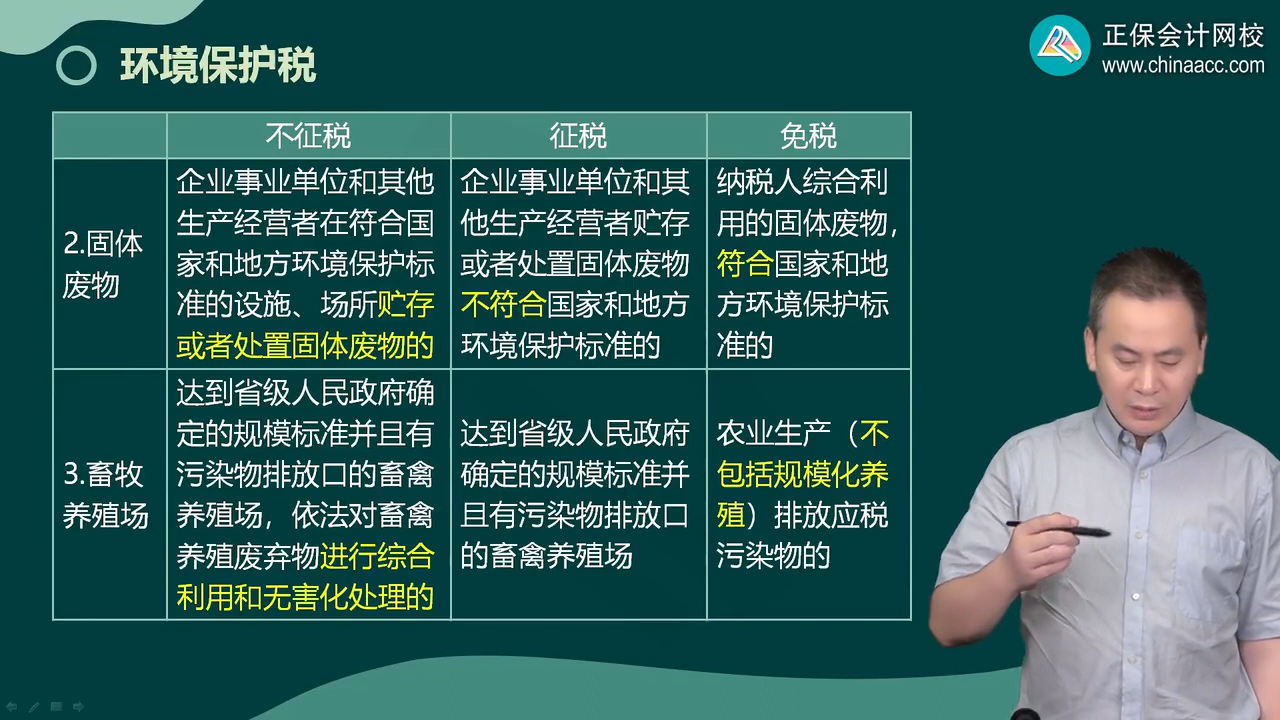 环境保护税
正保会计网校
www.chinaacc.com
不征税
征税
免税
2.固体
废物
企业事业单位和其他
生产经营者在符合国
家和地方环境保护标
准的设施、场所贮存
或者处置固体废物的
企业事业单位和其
他生产经营者贮存
或者处置固体废物
不符合国家和地方
环境保护标准的
纳税人综合利
用的固体废物，
符合国家和地
方环境保护标
准的
3.畜牧
养殖场
达到省级人民政府确
定的规模标准并且有
污染物排放口的畜禽
养殖场，依法对畜禽
养殖废弃物进行综合
利用和无害化处理的
达到省级人民政府
确定的规模标准并
且有污染物排放口
的畜禽养殖场
农业生产（不
包括规模化养
殖）排放应税
污染物的